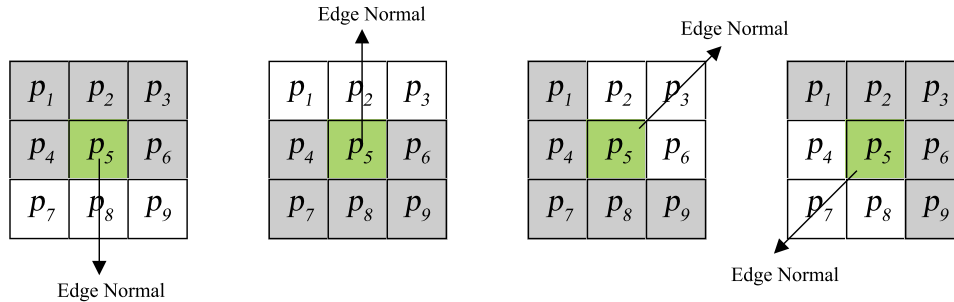 Edge Normal
Edge Normal
p1 p2 p3 p1 p2 p3 p1 p2 p3 p1 p2 p3
p4 p5 p6 p4 p5 p6 p4 p5 p6 p4 p5 p6
p7 p8 p9 p7 p8 p9 p7 p8 p9 p7 p8 p9
Edge Normal
Edge Normal